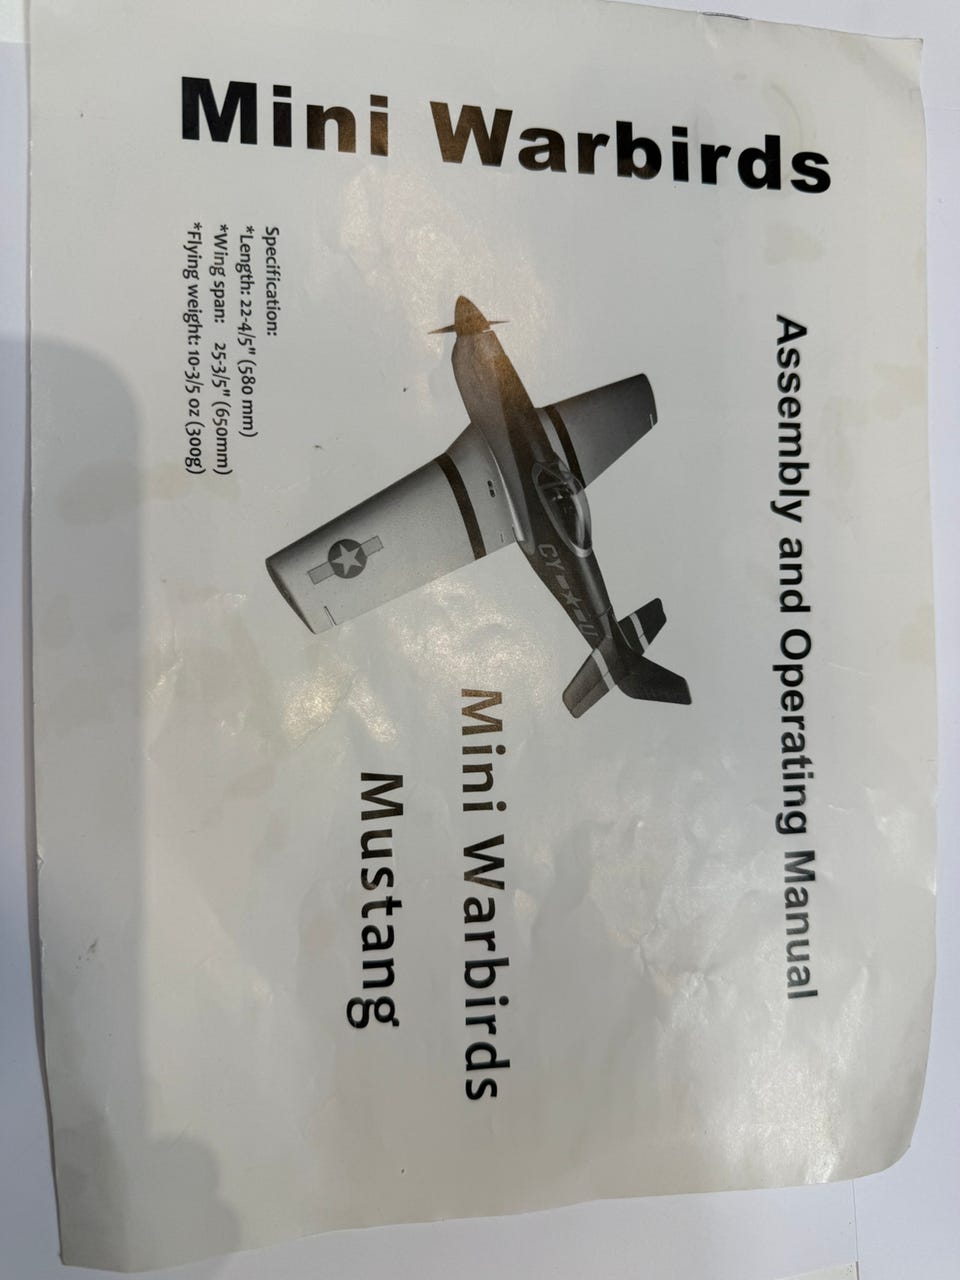 Mini Warbirds
Assembly and Operating Manual
CY U
Mini Warbirds
Mustang
Specification:
*Length: 22-4/5" (580 mm)
*Wing span: 25-3/5" (650mm)
*Flying weight: 10-3/5 oz (300g)